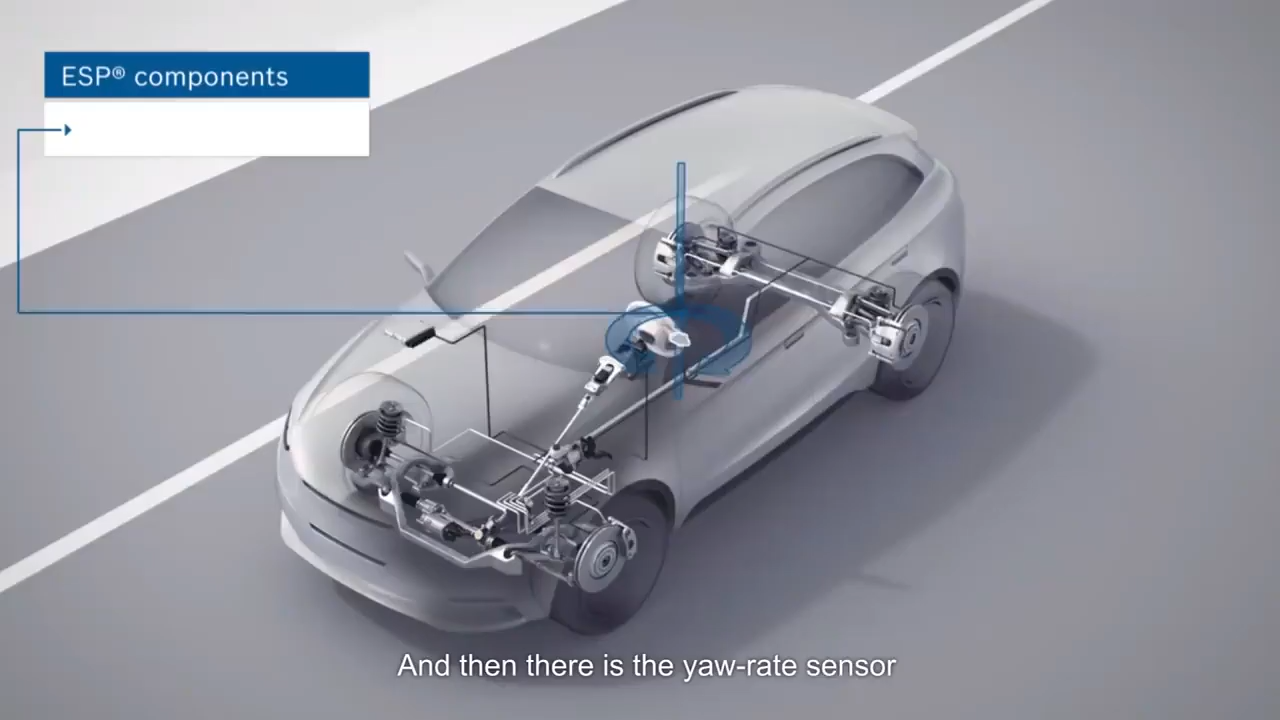 ESP® components
And then there is the yaw-rate sensor